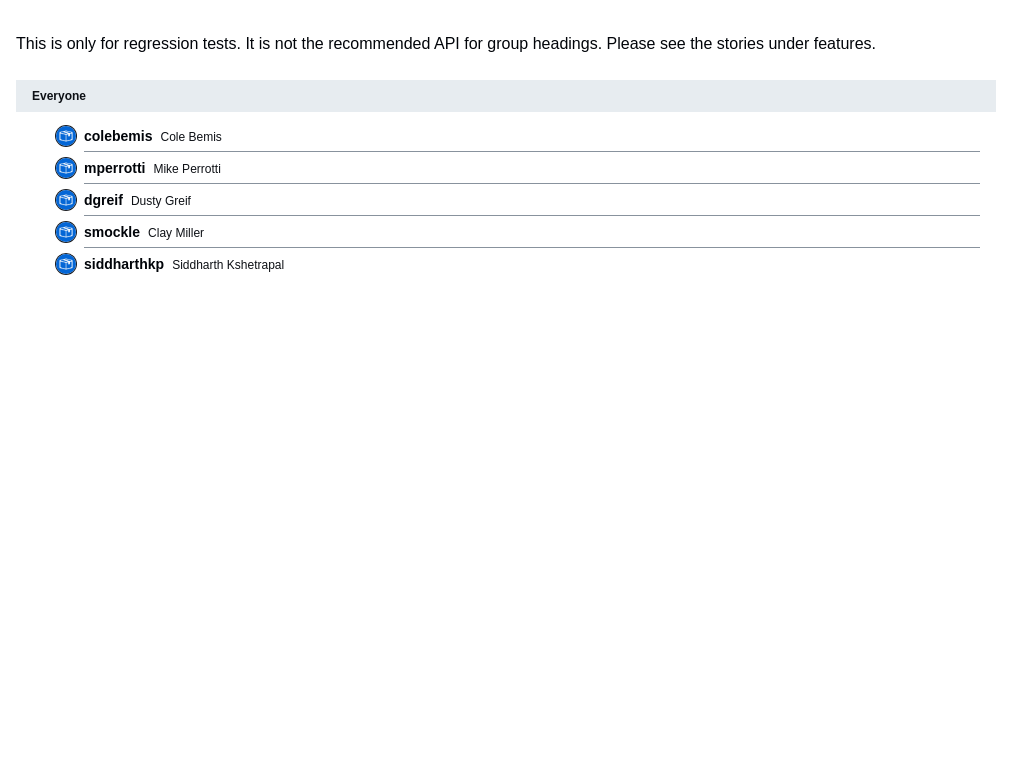 This is only for regression tests. It is not the recommended API for group headings. Please see the stories under features.
Everyone
colebemis Cole Bemis
mperrotti Mike Perrotti
dgreif Dusty Greif
smockle Clay Miller
siddharthkp Siddharth Kshetrapal